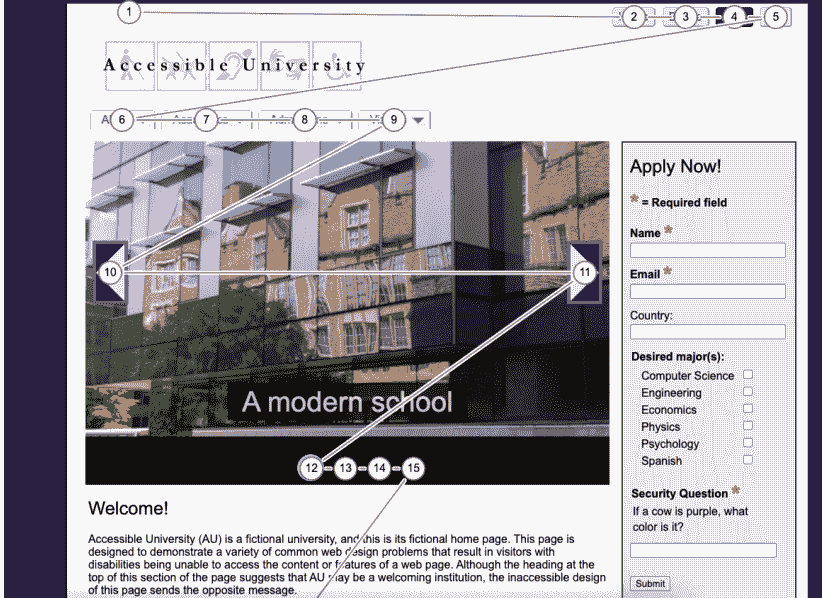 1
2
3
4
5
Accessible University
6
7
8
9
10
11
A modern school
12
13
14
15
Welcome!
Accessible University (AU) is a fictional university, and this is its fictional home page. This page is
designed to demonstrate a variety of common web design problems that result in visitors with
disabilities being unable to access the content or features of a web page. Although the heading at the
top of this section of the page suggests that AU may be a welcoming institution, the inaccessible design
of this page sends the opposite message.
Apply Now!
* = Required field
Name *
Email *
Country:
Desired major(s):
Computer Science
Engineering
Economics
Physics
Psychology
Spanish
Security Question *
If a cow is purple, what
color is it?
Submit